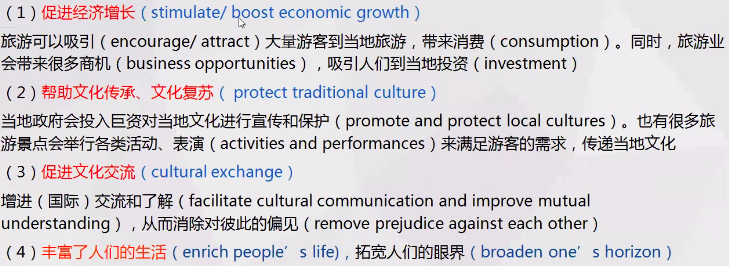 （1）促进经济增长（stimulate/ boost economic growth）
旅游可以吸引（encourage/ attract）大量游客到当地旅游，带来消费（consumption）。同时，旅游业
会带来很多商机（business opportunities），吸引人们到当地投资（investment）
（2）帮助文化传承、文化复苏（ protect traditional culture）
当地政府会投入巨资对当地文化进行宣传和保护（promote and protect local cultures）。也有很多旅
游景点会举行各类活动、表演（activities and performances）来满足游客的需求，传递当地文化
（3）促进文化交流（cultural exchange）
增进（国际）交流和了解（facilitate cultural communication and improve mutual
understanding），从而消除对彼此的偏见（remove prejudice against each other）
（4）丰富了人们的生活（enrich people’s life)，拓宽人们的眼界（broaden one’s horizon）